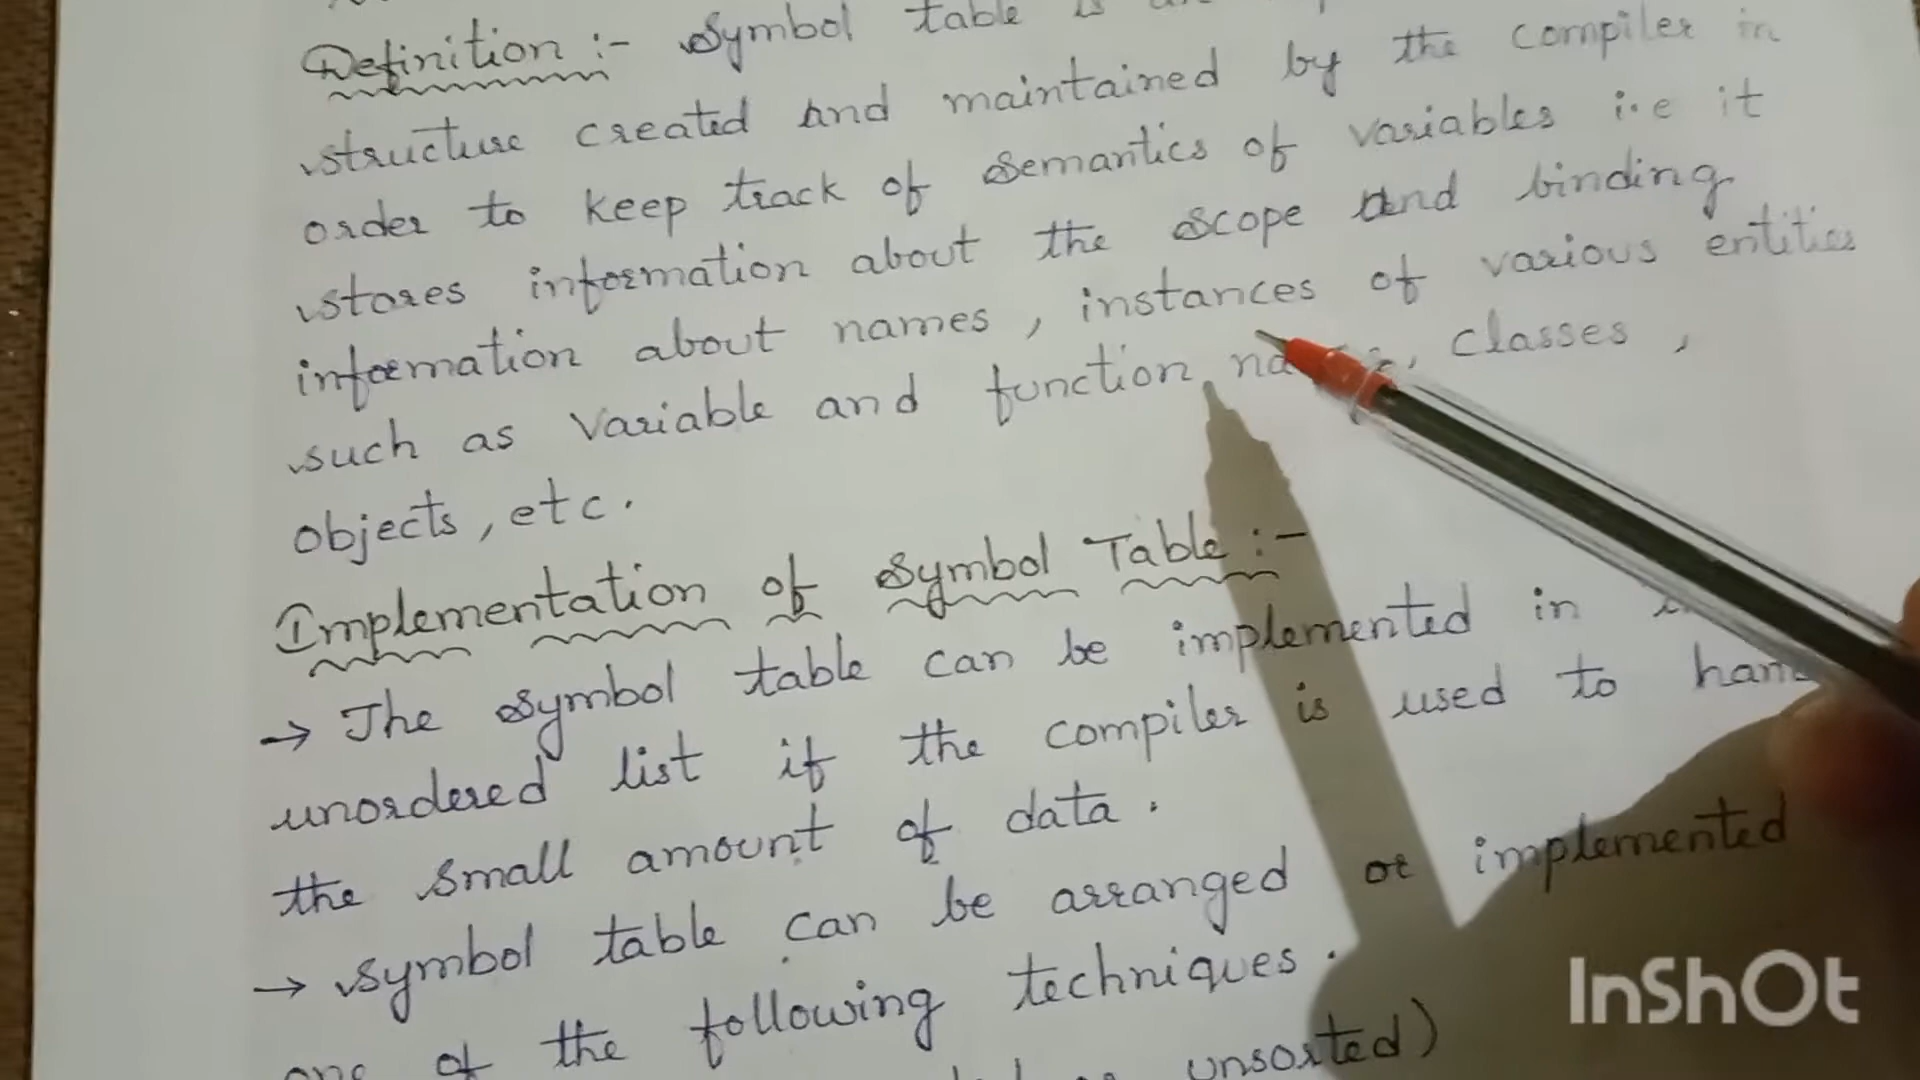 Definition :- Symbol table is
structure created and maintained by the compiler in
order to keep track of semantics of variables i.e it
stores information about the scope and binding
information about names, instances of various entities
such as variable and function classes,
objects, etc.
Implementation of Symbol Table :-
→ The symbol table can be implemented in
unordered list if the compiler is used to
the small amount of data.
→ symbol table can be arranged or implemented
one of the following techniques.
unsorted)
InShOt